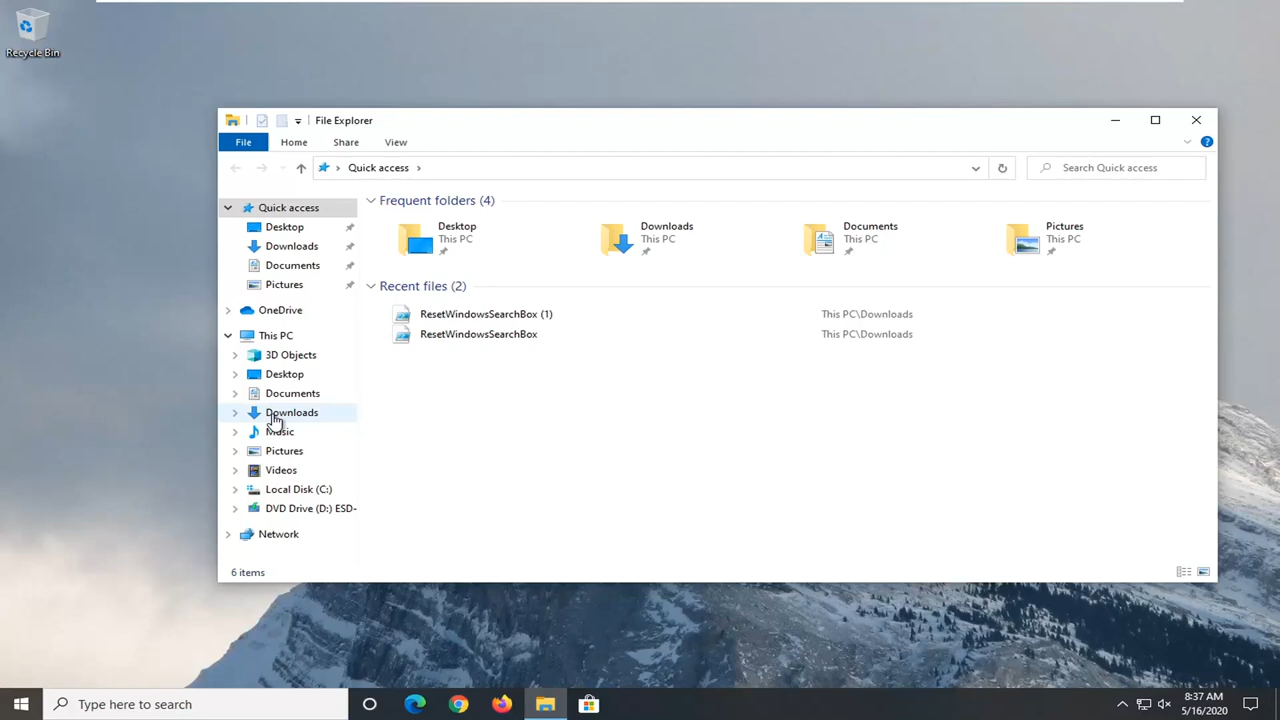 Recycle Bin
File Explorer
File Home Share View
Quick access
Search Quick access
Quick access
Desktop
Downloads
Documents
Pictures
OneDrive
This PC
3D Objects
Desktop
Documents
Downloads
Music
Pictures
Videos
Local Disk (C:)
DVD Drive (D:) ESD-
Network
Frequent folders (4)
Desktop
This PC
Downloads
This PC
Documents
This PC
Pictures
This PC
Recent files (2)
ResetWindowsSearchBox (1) This PC\Downloads
ResetWindowsSearchBox This PC\Downloads
6 items
Type here to search
8:37 AM
5/16/2020